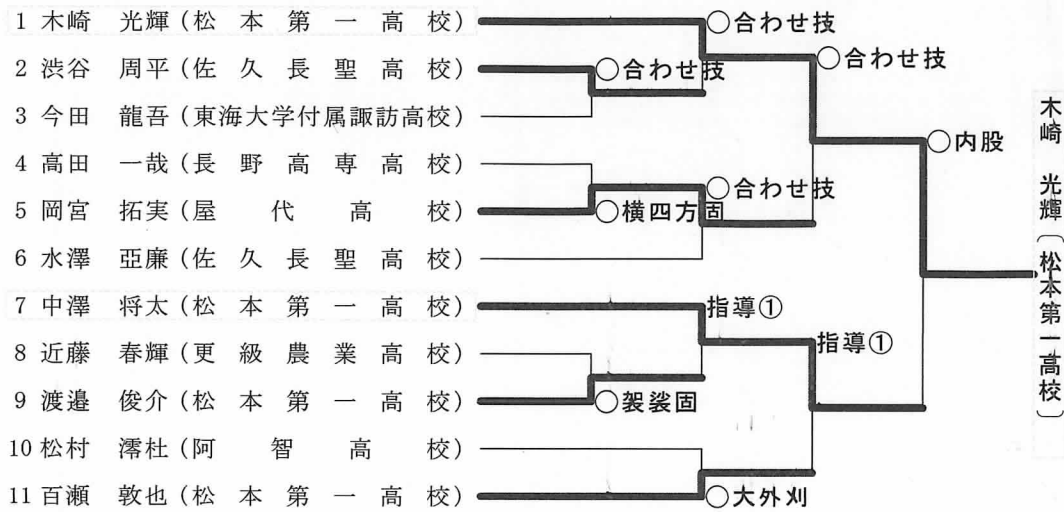 1 木崎 光輝(松本第一高校)
2 渋谷 周平(佐久長聖高校)
3 今田 龍吾(東海大学付属諏訪高校)
4 高田 一哉(長野高専高校)
5 岡宮 拓実(屋代高校)
6 水澤 亞廉(佐久長聖高校)
7 中澤 将太(松本第一高校)
8 近藤 春輝(更級農業高校)
9 渡邉 俊介(松本第一高校)
10 松村 澪杜(阿智高校)
11 百瀬 敦也(松本第一高校)
○合わせ技
○合わせ技
○合わせ技
○内股
○合わせ技
○横四方固
指導①
指導①
○袈裟固
○大外刈
木崎 光輝(松本第一高校)